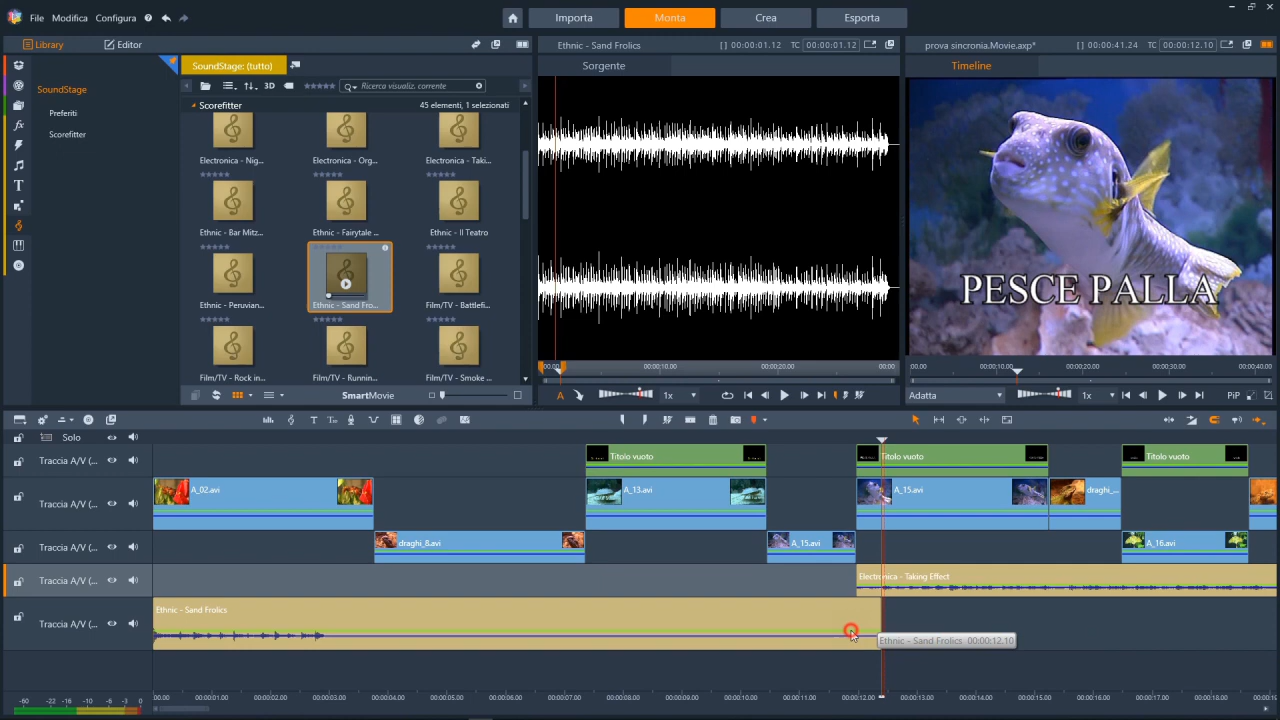 File Modifica Configura
Importa Monta Crea Esporta
Library Editor
Ethnic - Sand Frolics [] 00:00:01.12 TC 00:00:01.12
prova sincronia.Movie.axp* [] 00:00:41.24 TC 00:00:12.10
SoundStage: (tutto)
Sorgente
Timeline
SoundStage
Preferiti
Scorefitter
3D Ricerca visualiz. corrente
Scorefitter 45 elementi, 1 selezionati
Electronica - Nig... Electronica - Org... Electronica - Taki...
Ethnic - Bar Mitz... Ethnic - Fairytale ... Ethnic - Il Teatro
Ethnic - Peruvian... Ethnic - Sand Fro... Film/TV - Battlefi...
Film/TV - Rock in... Film/TV - Runnin... Film/TV - Smoke ...
SmartMovie
00:00:10.00 00:00:20.00 00:00
A 1x
PESCE PALLA
.00 00:00:10.00 00:00:20.00 00:00:30.00 00:00:40.00
Adatta 1x PiP
Solo
Traccia A/V (... Titolo vuoto Titolo vuoto Titolo vuoto
Traccia A/V (... A_02.avi A_13.avi A_15.avi draghi_...
Traccia A/V (... draghi_8.avi A_15.avi A_16.avi
Traccia A/V (... Electronica - Taking Effect
Traccia A/V (... Ethnic - Sand Frolics
Ethnic - Sand Frolics 00:00:12.10
.00 00:00:01.00 00:00:02.00 00:00:03.00 00:00:04.00 00:00:05.00 00:00:06.00 00:00:07.00 00:00:08.00 00:00:09.00 00:00:10.00 00:00:11.00 00:00:12.00 00:00:13.00 00:00:14.00 00:00:15.00 00:00:16.00 00:00:17.00 00:00:18.00
-60 -22 -16 -10 -6 -3 0